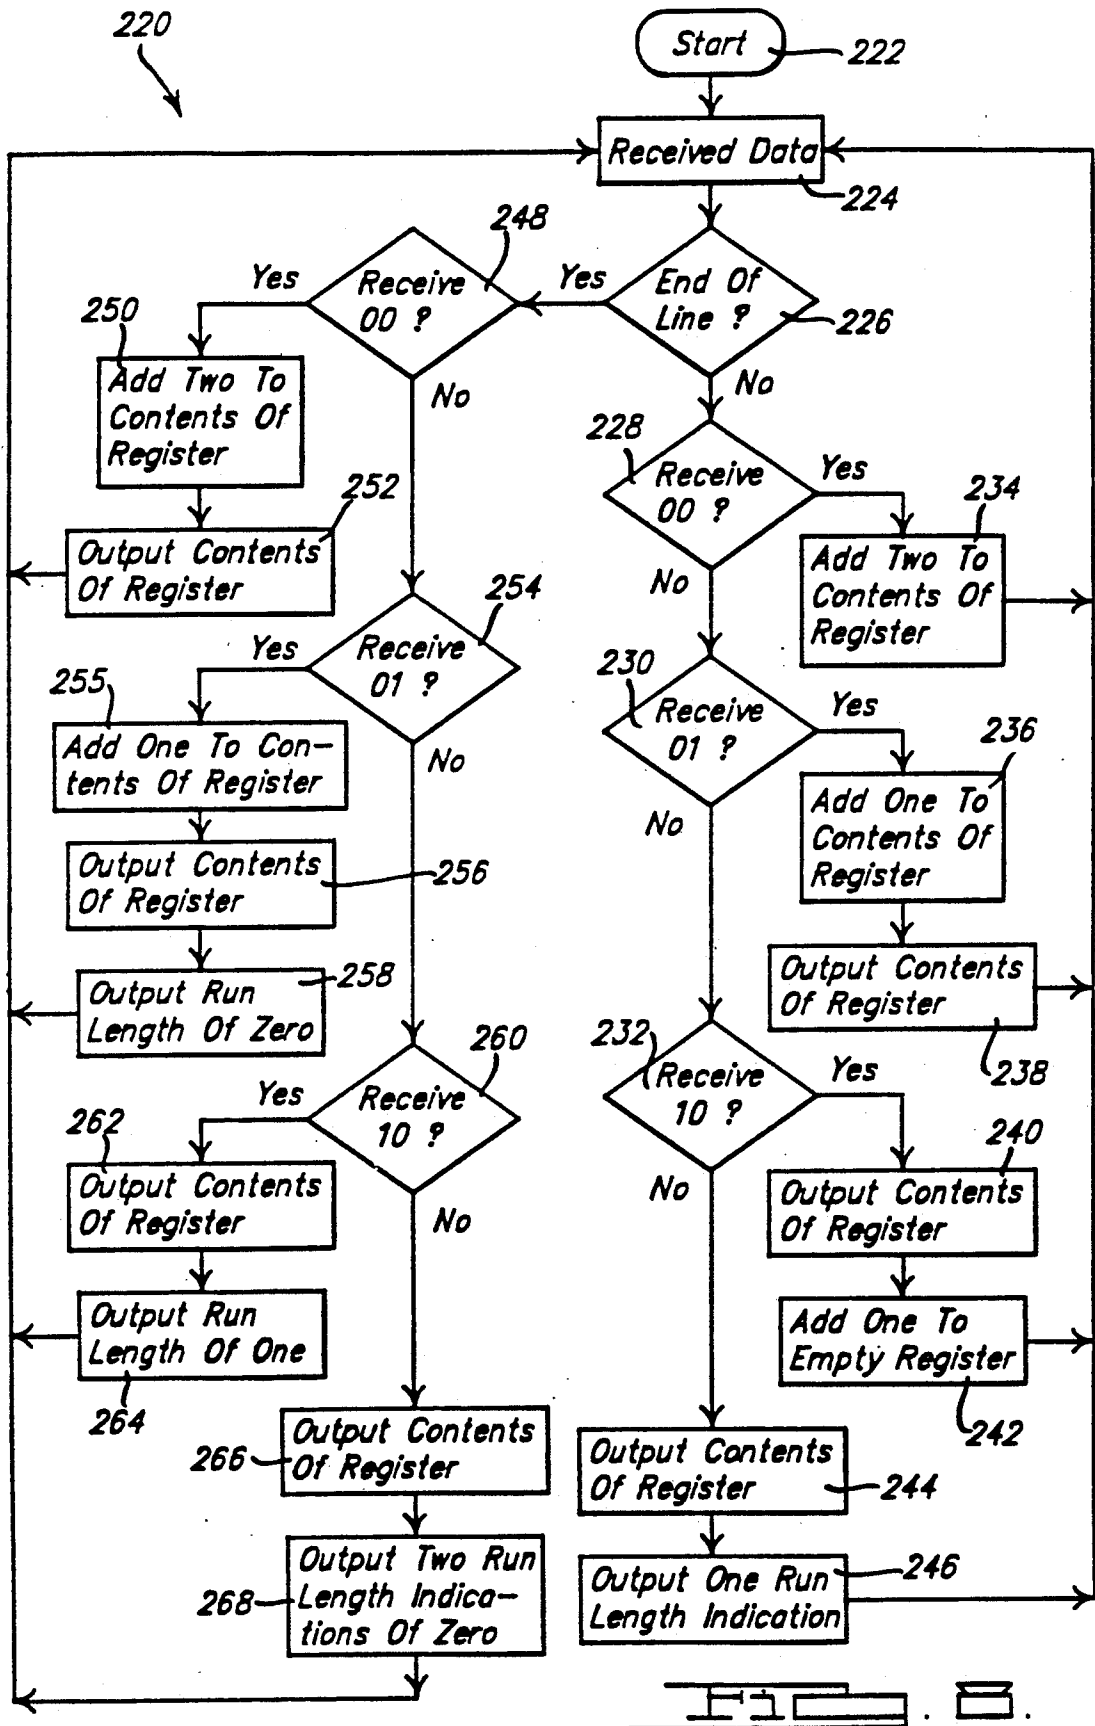 220
Start
222
Received Data
224
248
Yes
Receive
00 ?
Yes
End Of
Line ?
226
250
Add Two To
Contents Of
Register
No
No
228
Receive
00 ?
Yes
234
252
Output Contents
Of Register
Add Two To
Contents Of
Register
No
254
Yes
Receive
01 ?
230
Receive
01 ?
Yes
255
Add One To Con-
tents Of Register
No
236
Add One To
Contents Of
Register
No
Output Contents
Of Register
256
Output Run
Length Of Zero
258
Output Contents
Of Register
238
260
Yes
Receive
10 ?
232
Receive
10 ?
Yes
262
Output Contents
Of Register
No
240
Output Contents
Of Register
No
Output Run
Length Of One
264
Add One To
Empty Register
242
Output Contents
Of Register
266
Output Contents
Of Register
244
Output Two Run
Length Indica-
tions Of Zero
268
Output One Run
Length Indication
246